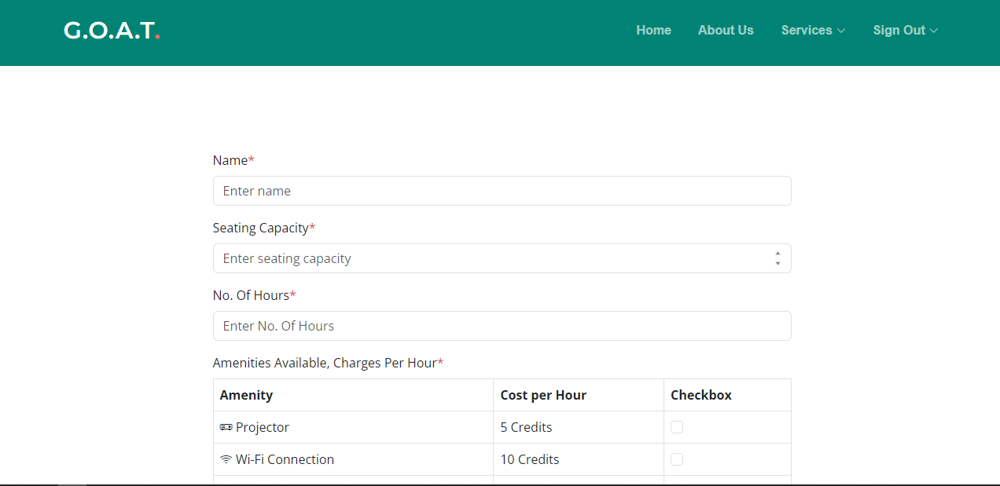 G.O.A.T.
Home About Us Services Sign Out
Name*
Enter name
Seating Capacity*
Enter seating capacity
No. Of Hours*
Enter No. Of Hours
Amenities Available, Charges Per Hour*
Amenity Cost per Hour Checkbox
Projector 5 Credits
Wi-Fi Connection 10 Credits